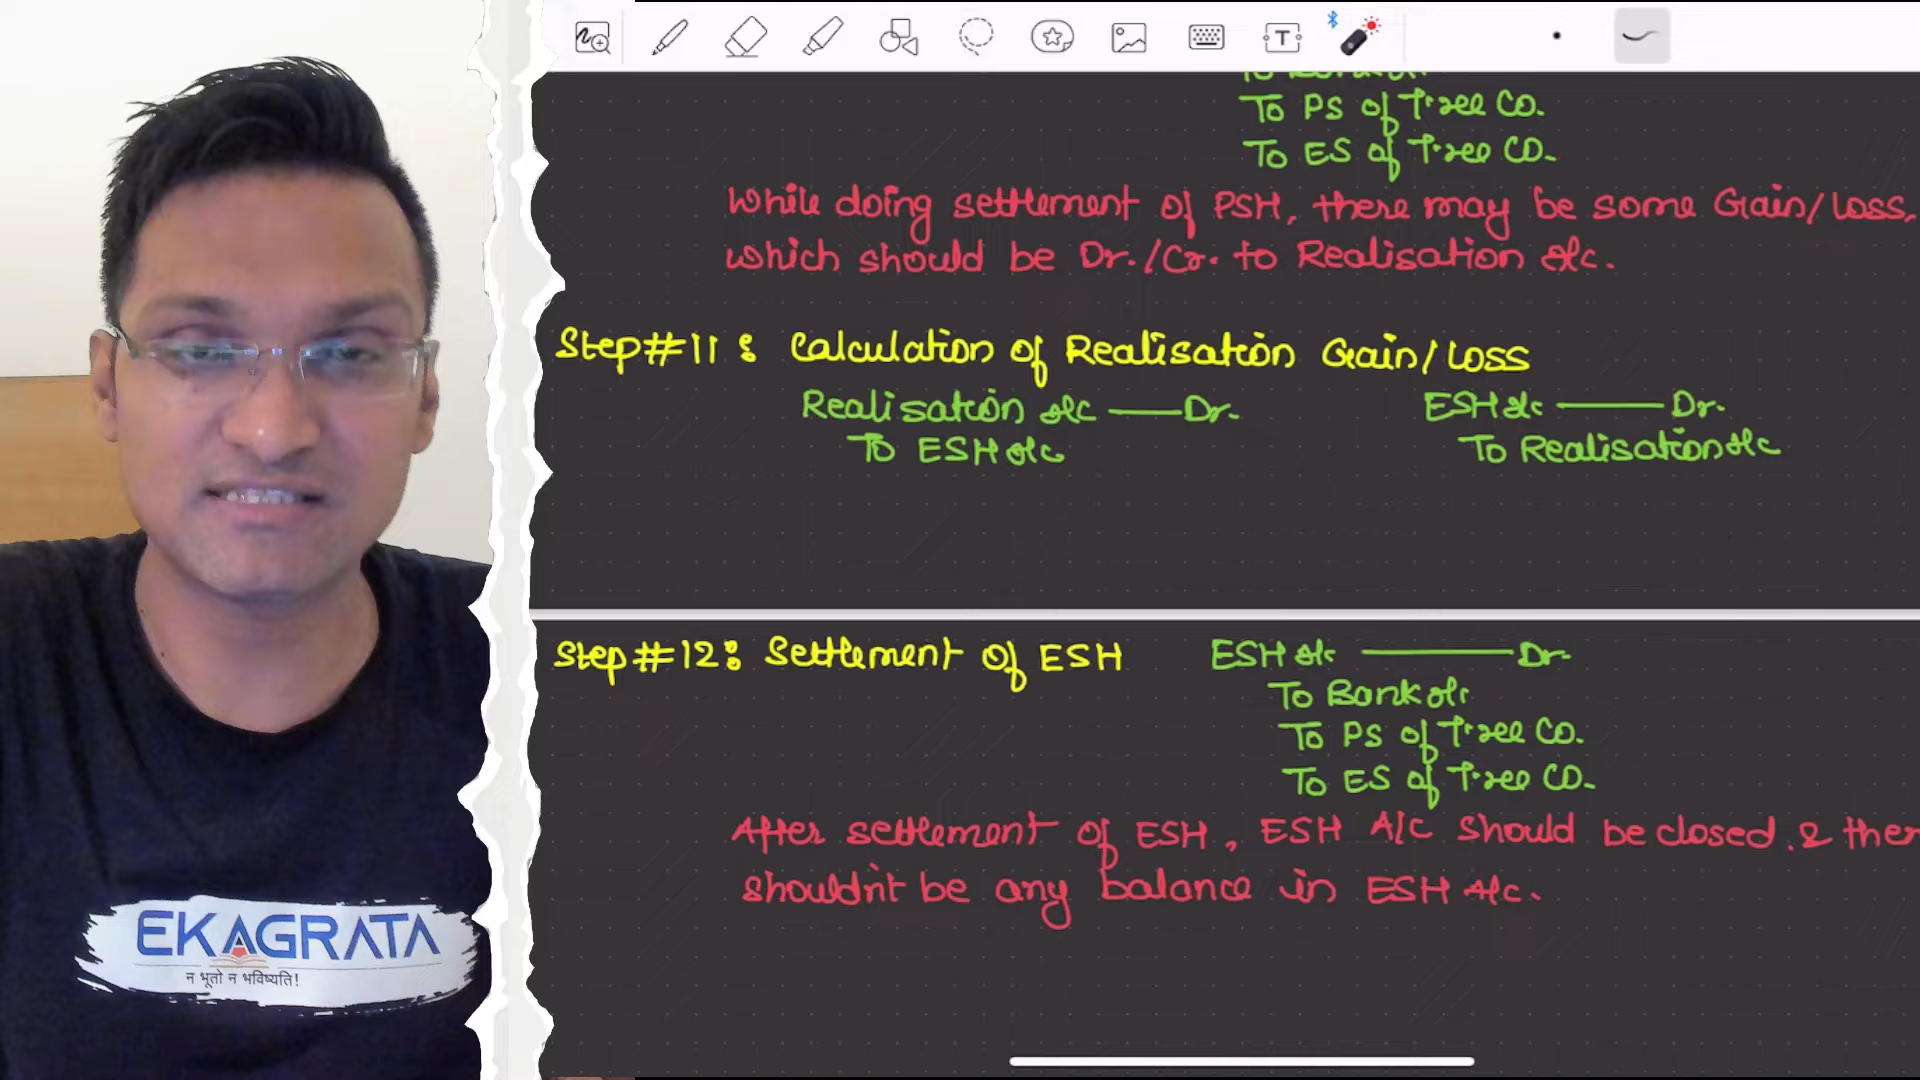 To PS of T'ree Co.
To ES of T'ree Co.
While doing settlement of PSH, there may be some Gain/Loss,
which should be Dr./Cr. to Realisation A/c.
Step#11: Calculation of Realisation Gain/Loss
Realisation A/c — Dr.
To ESH A/c
ESH A/c — Dr.
To Realisation A/c
Step#12: Settlement of ESH
ESH A/c — Dr.
To Bank A/c
To PS of T'ree Co.
To ES of T'ree Co.
After settlement of ESH, ESH A/C should be closed. & ther
shouldn't be any balance in ESH A/c.
EKAGRATA
न भूतो न भविष्यति!